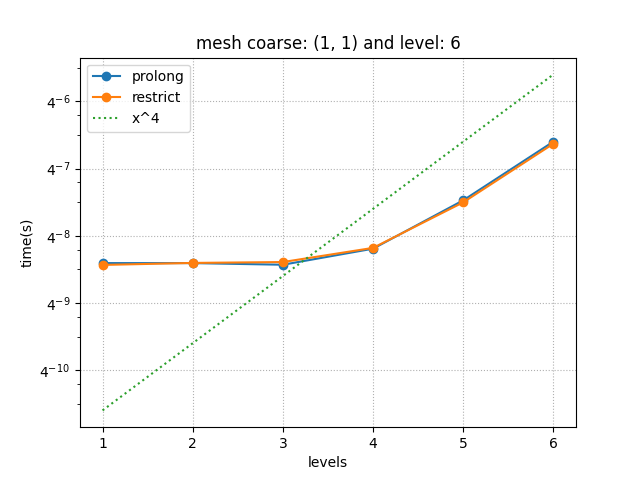 mesh coarse: (1, 1) and level: 6
prolong
restrict
x^4
time(s)
4⁻⁶
4⁻⁷
4⁻⁸
4⁻⁹
4⁻¹⁰
1 2 3 4 5 6
levels